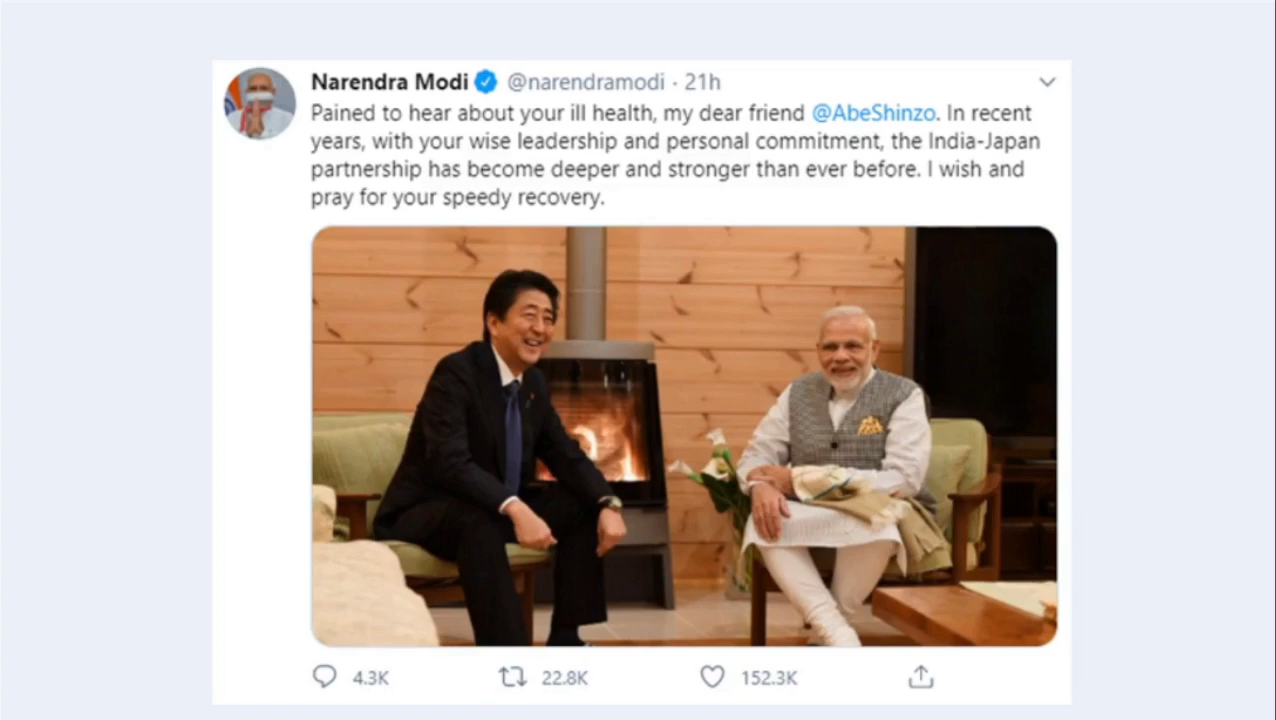 Narendra Modi @narendramodi · 21h
Pained to hear about your ill health, my dear friend @AbeShinzo. In recent
years, with your wise leadership and personal commitment, the India-Japan
partnership has become deeper and stronger than ever before. I wish and
pray for your speedy recovery.
4.3K 22.8K 152.3K